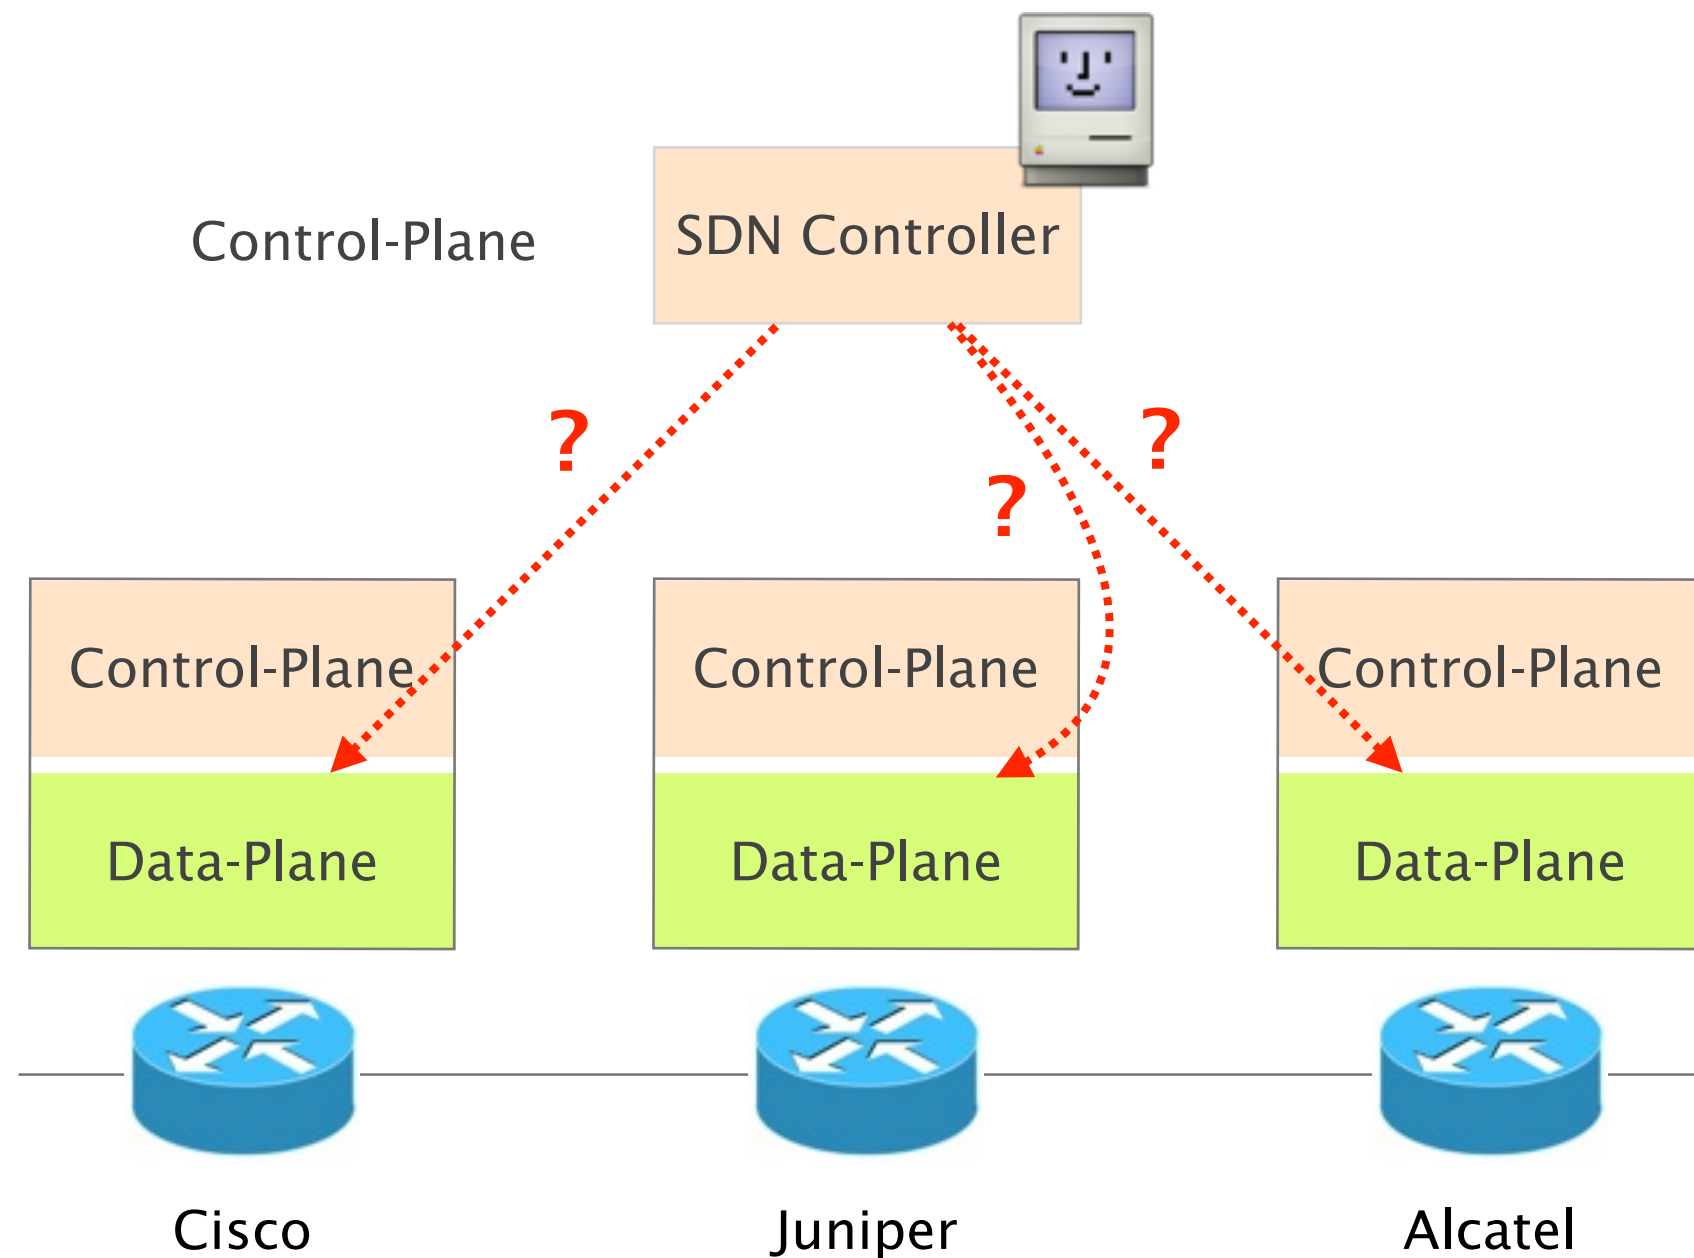 Control-Plane
SDN Controller
?
?
?
Control-Plane
Control-Plane
Control-Plane
Data-Plane
Data-Plane
Data-Plane
Cisco
Juniper
Alcatel